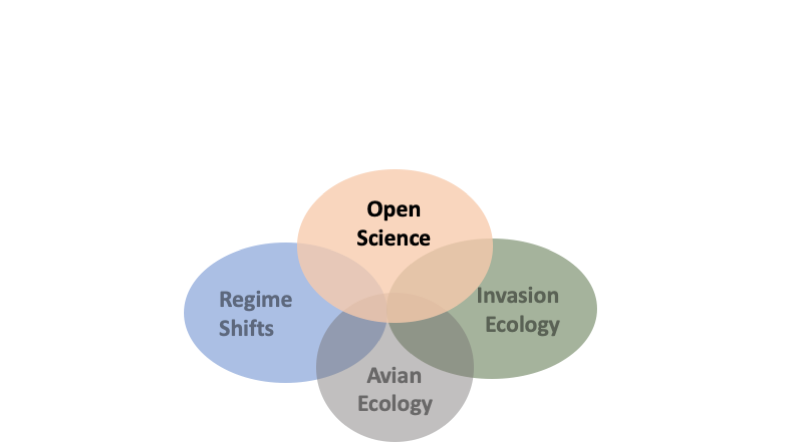 Open
Science
Regime
Shifts
Invasion
Ecology
Avian
Ecology